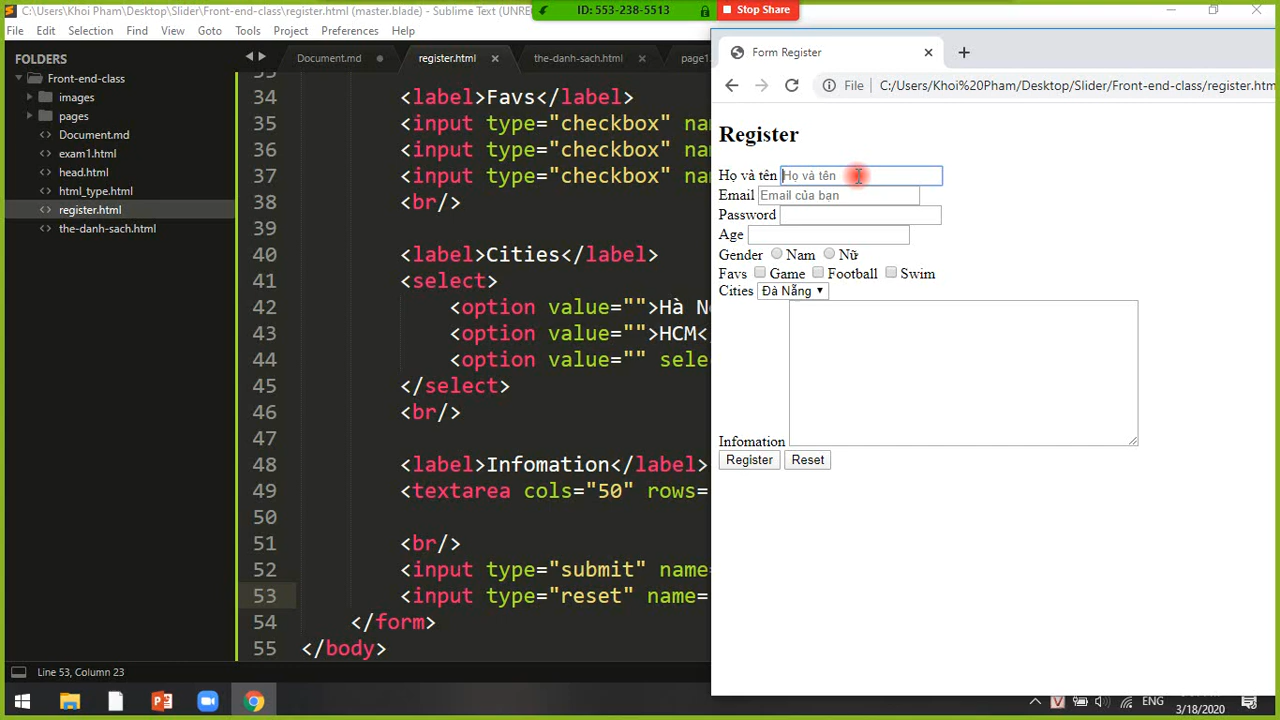 C:\Users\Khoi Pham\Desktop\Slider\Front-end-class\register.html (master.blade) - Sublime Text (UNRE
ID: 553-238-5513
Stop Share
File Edit Selection Find View Goto Tools Project Preferences Help
FOLDERS
Front-end-class
images
pages
Document.md
exam1.html
head.html
html_type.html
register.html
the-danh-sach.html
Document.md register.html the-danh-sach.html page1
34 <label>Favs</label>
35 <input type="checkbox" na
36 <input type="checkbox" na
37 <input type="checkbox" na
38 <br/>
39
40 <label>Cities</label>
41 <select>
42 <option value="">Hà N
43 <option value="">HCM<
44 <option value="" sele
45 </select>
46 <br/>
47
48 <label>Infomation</label>
49 <textarea cols="50" rows=
50
51 <br/>
52 <input type="submit" name=
53 <input type="reset" name=
54 </form>
55 </body>
Line 53, Column 23
Form Register
File C:/Users/Khoi%20Pham/Desktop/Slider/Front-end-class/register.htm
Register
Họ và tên Họ và tên
Email Email của bạn
Password
Age
Gender Nam Nữ
Favs Game Football Swim
Cities Đà Nẵng
Infomation
Register Reset
ENG
3/18/2020